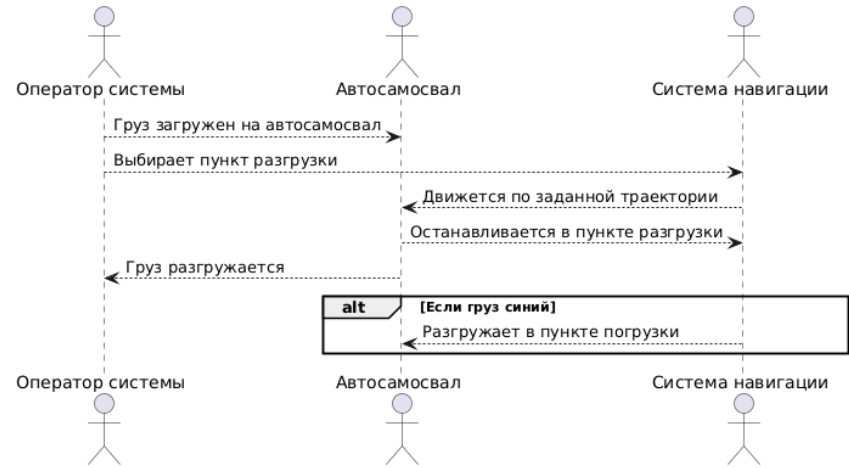 Оператор системы
Автосамосвал
Система навигации
Груз загружен на автосамосвал
Выбирает пункт разгрузки
Движется по заданной траектории
Останавливается в пункте разгрузки
Груз разгружается
alt [Если груз синий]
Разгружает в пункте погрузки
Оператор системы
Автосамосвал
Система навигации